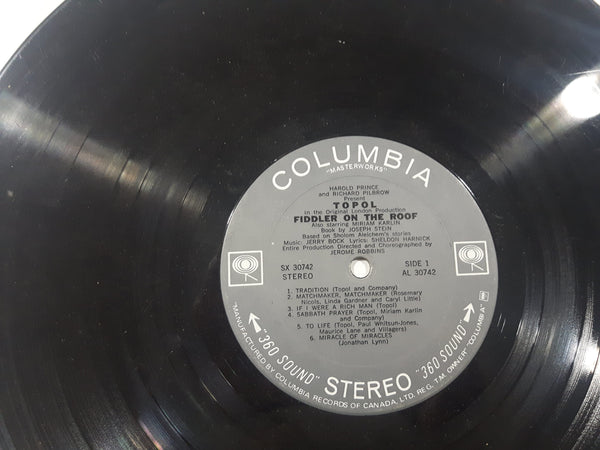 COLUMBIA
"MASTERWORKS"
HAROLD PRINCE
and RICHARD PILBROW
Present
TOPOL
In the Original London Production
FIDDLER ON THE ROOF
Also starring MIRIAM KARLIN
Book by JOSEPH STEIN
Based on Sholom Aleichem's stories
Music: JERRY BOCK Lyrics: SHELDON HARNICK
Entire Production Directed and Choreographed by
JEROME ROBBINS
SX 30742 SIDE 1
STEREO AL 30742
1. TRADITION (Topol and Company)
2. MATCHMAKER, MATCHMAKER (Rosemary
Nicols, Linda Gardner and Caryl Little)
3. IF I WERE A RICH MAN (Topol)
4. SABBATH PRAYER (Topol, Miriam Karlin
and Company)
5. TO LIFE (Topol, Paul Whitsun-Jones,
Maurice Lane and Villagers)
6. MIRACLE OF MIRACLES
(Jonathan Lynn)
"360 SOUND" STEREO "360 SOUND"
"MANUFACTURED BY COLUMBIA RECORDS OF CANADA, LTD. REG. T.M. OWNER "COLUMBIA"